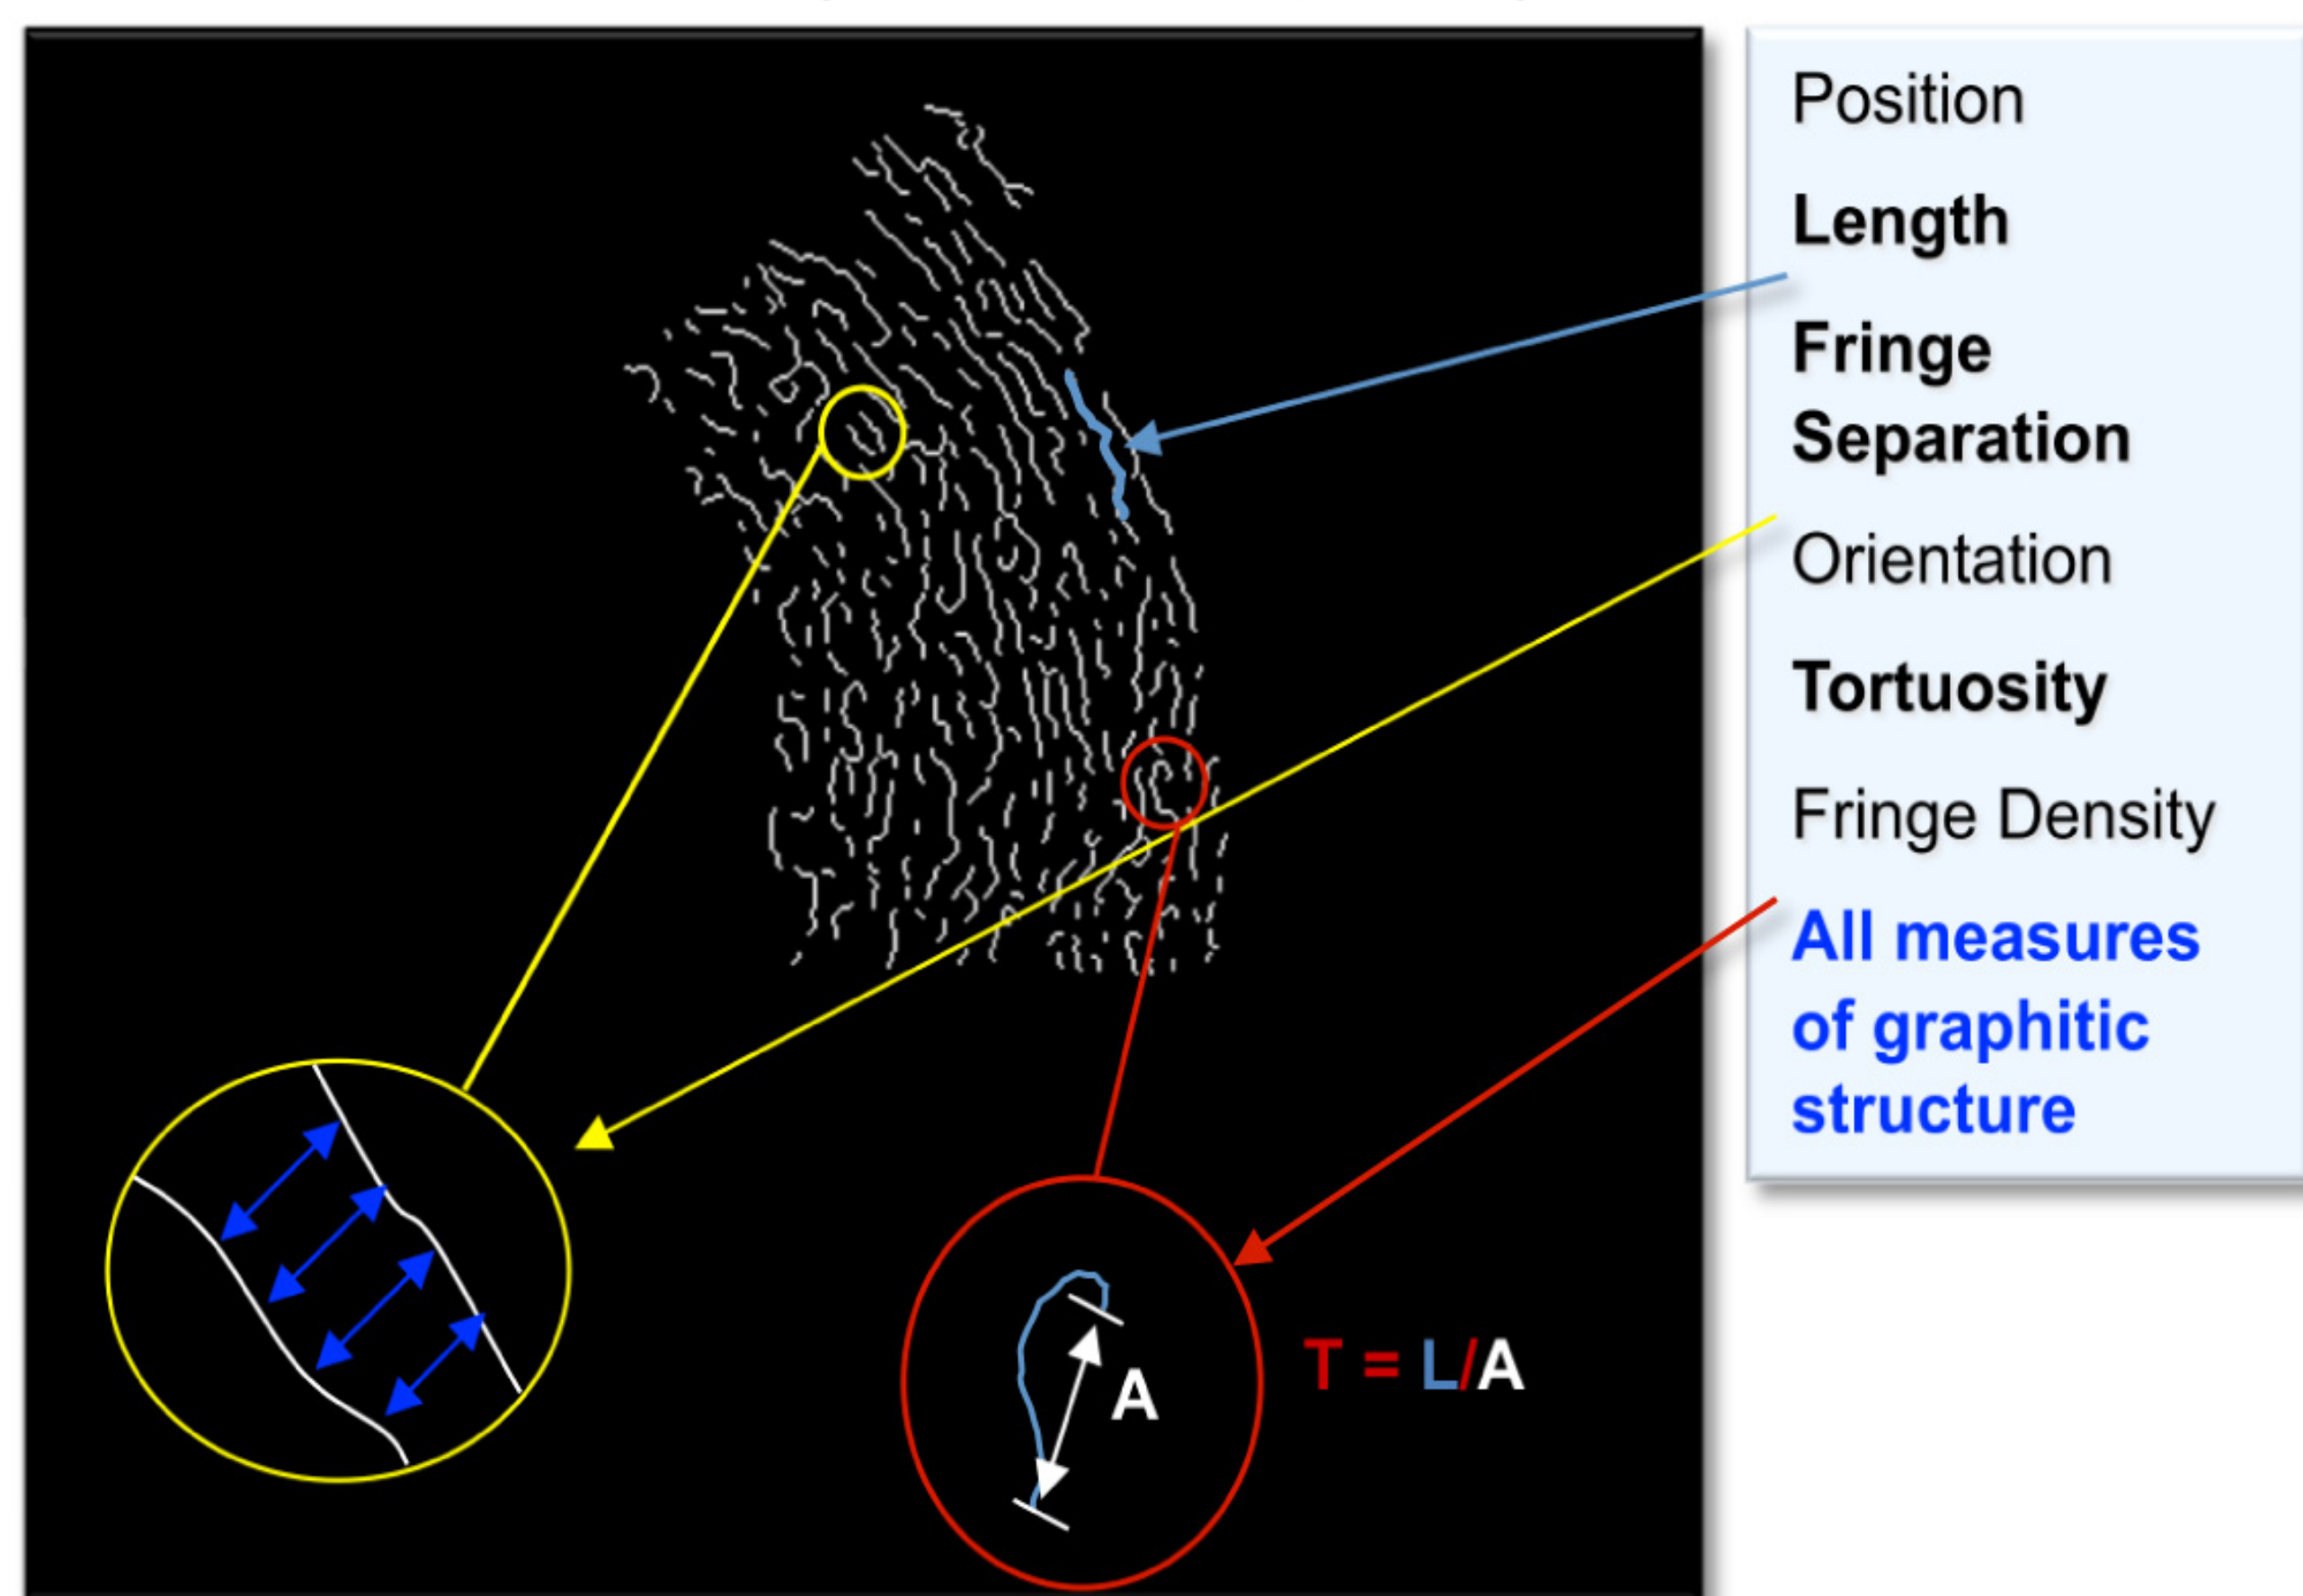 Position
Length
Fringe
Separation
Orientation
Tortuosity
Fringe Density
All measures
of graphitic
structure
A
T = L/A